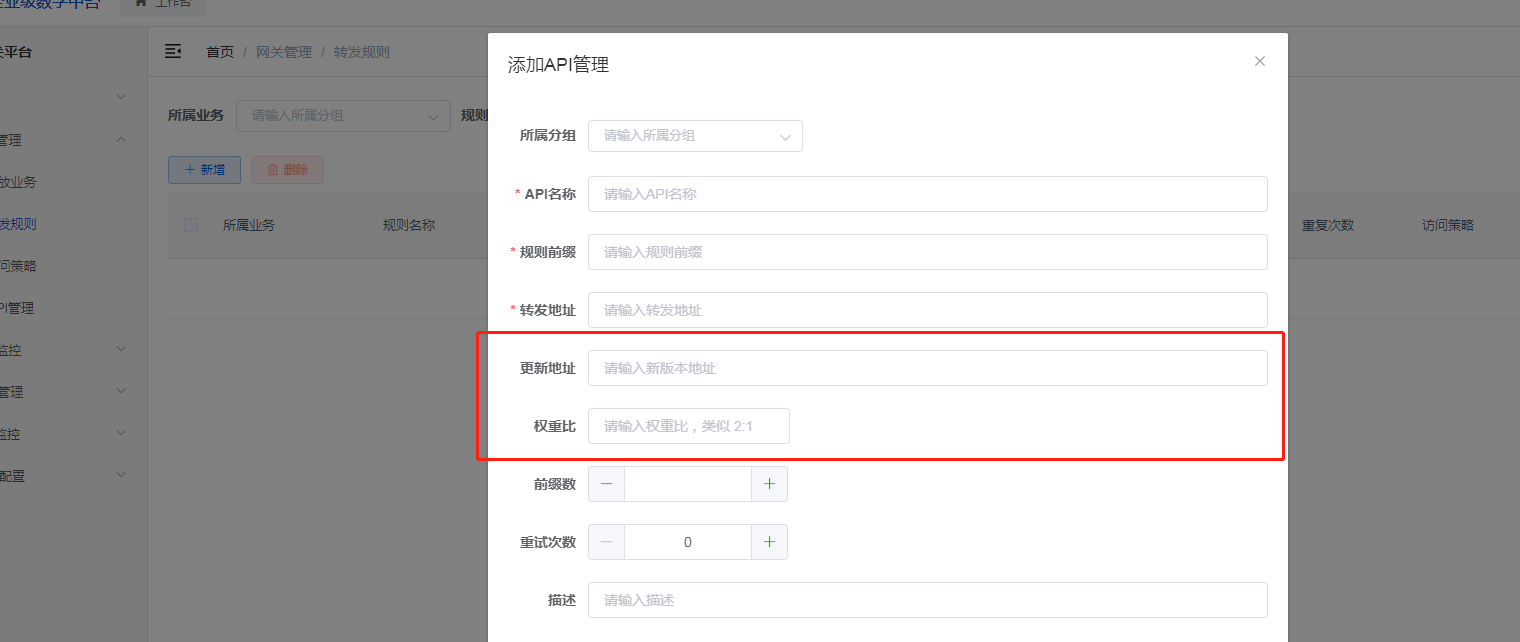 企业级数字中台
工作台
关平台
首页 / 网关管理 / 转发规则
添加API管理
所属业务
请输入所属分组
规则
新增
删除
所属业务
规则名称
重复次数
访问策略
管理
放业务
发规则
问策略
PI管理
监控
管理
监控
配置
所属分组
请输入所属分组
* API名称
请输入API名称
* 规则前缀
请输入规则前缀
* 转发地址
请输入转发地址
更新地址
请输入新版本地址
权重比
请输入权重比，类似 2:1
前缀数
重试次数
0
描述
请输入描述